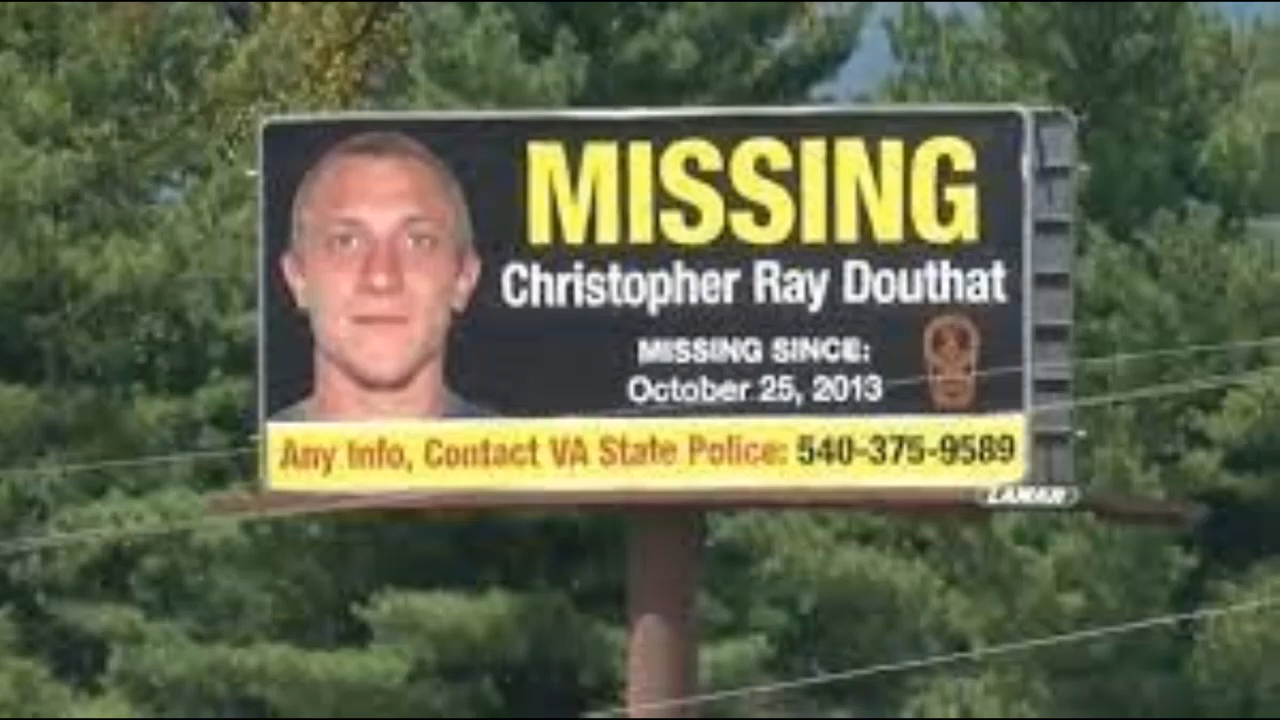 MISSING
Christopher Ray Douthat
MISSING SINCE:
October 25, 2013
Any Info, Contact VA State Police: 540-375-9589
LAMAR